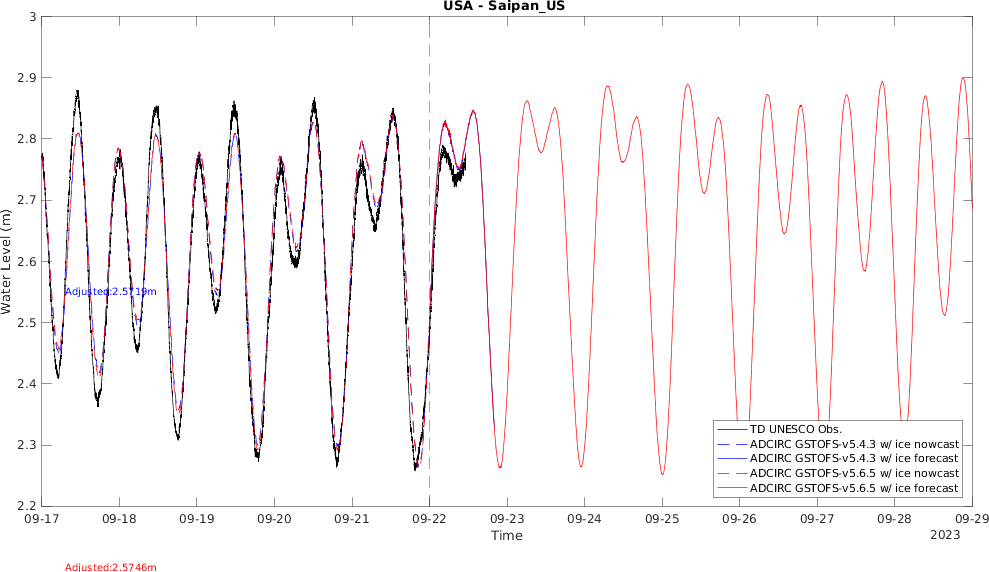 USA - Saipan_US
3
2.9
2.8
2.7
2.6
2.5
2.4
2.3
2.2
Water Level (m)
Adjusted:2.5719m
TD UNESCO Obs.
ADCIRC GSTOFS-v5.4.3 w/ ice nowcast
ADCIRC GSTOFS-v5.4.3 w/ ice forecast
ADCIRC GSTOFS-v5.6.5 w/ ice nowcast
ADCIRC GSTOFS-v5.6.5 w/ ice forecast
09-17 09-18 09-19 09-20 09-21 09-22 09-23 09-24 09-25 09-26 09-27 09-28 09-29
Time
2023
Adjusted:2.5746m